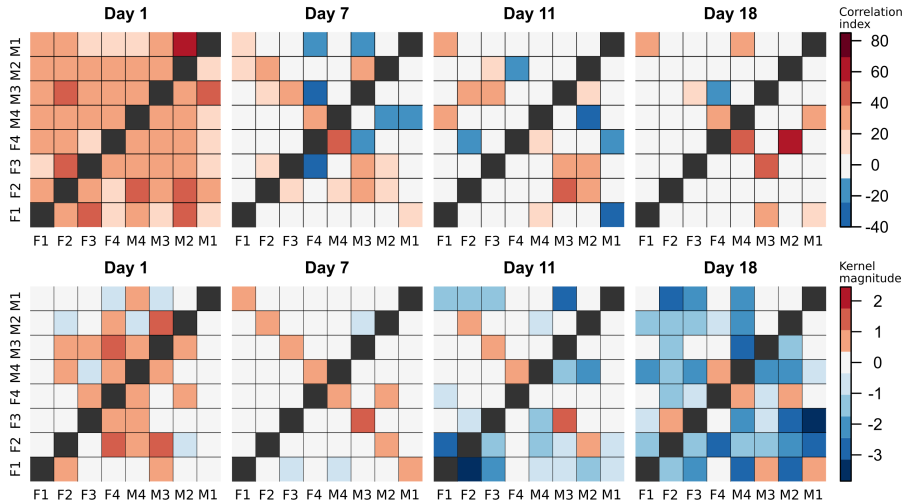 Day 1 Day 7 Day 11 Day 18
Correlation
index
M1
M2
M3
M4
F4
F3
F2
F1
80
60
40
20
0
-20
-40
F1 F2 F3 F4 M4 M3 M2 M1 F1 F2 F3 F4 M4 M3 M2 M1 F1 F2 F3 F4 M4 M3 M2 M1 F1 F2 F3 F4 M4 M3 M2 M1
Day 1 Day 7 Day 11 Day 18
Kernel
magnitude
M1
M2
M3
M4
F4
F3
F2
F1
2
1
0
-1
-2
-3
F1 F2 F3 F4 M4 M3 M2 M1 F1 F2 F3 F4 M4 M3 M2 M1 F1 F2 F3 F4 M4 M3 M2 M1 F1 F2 F3 F4 M4 M3 M2 M1